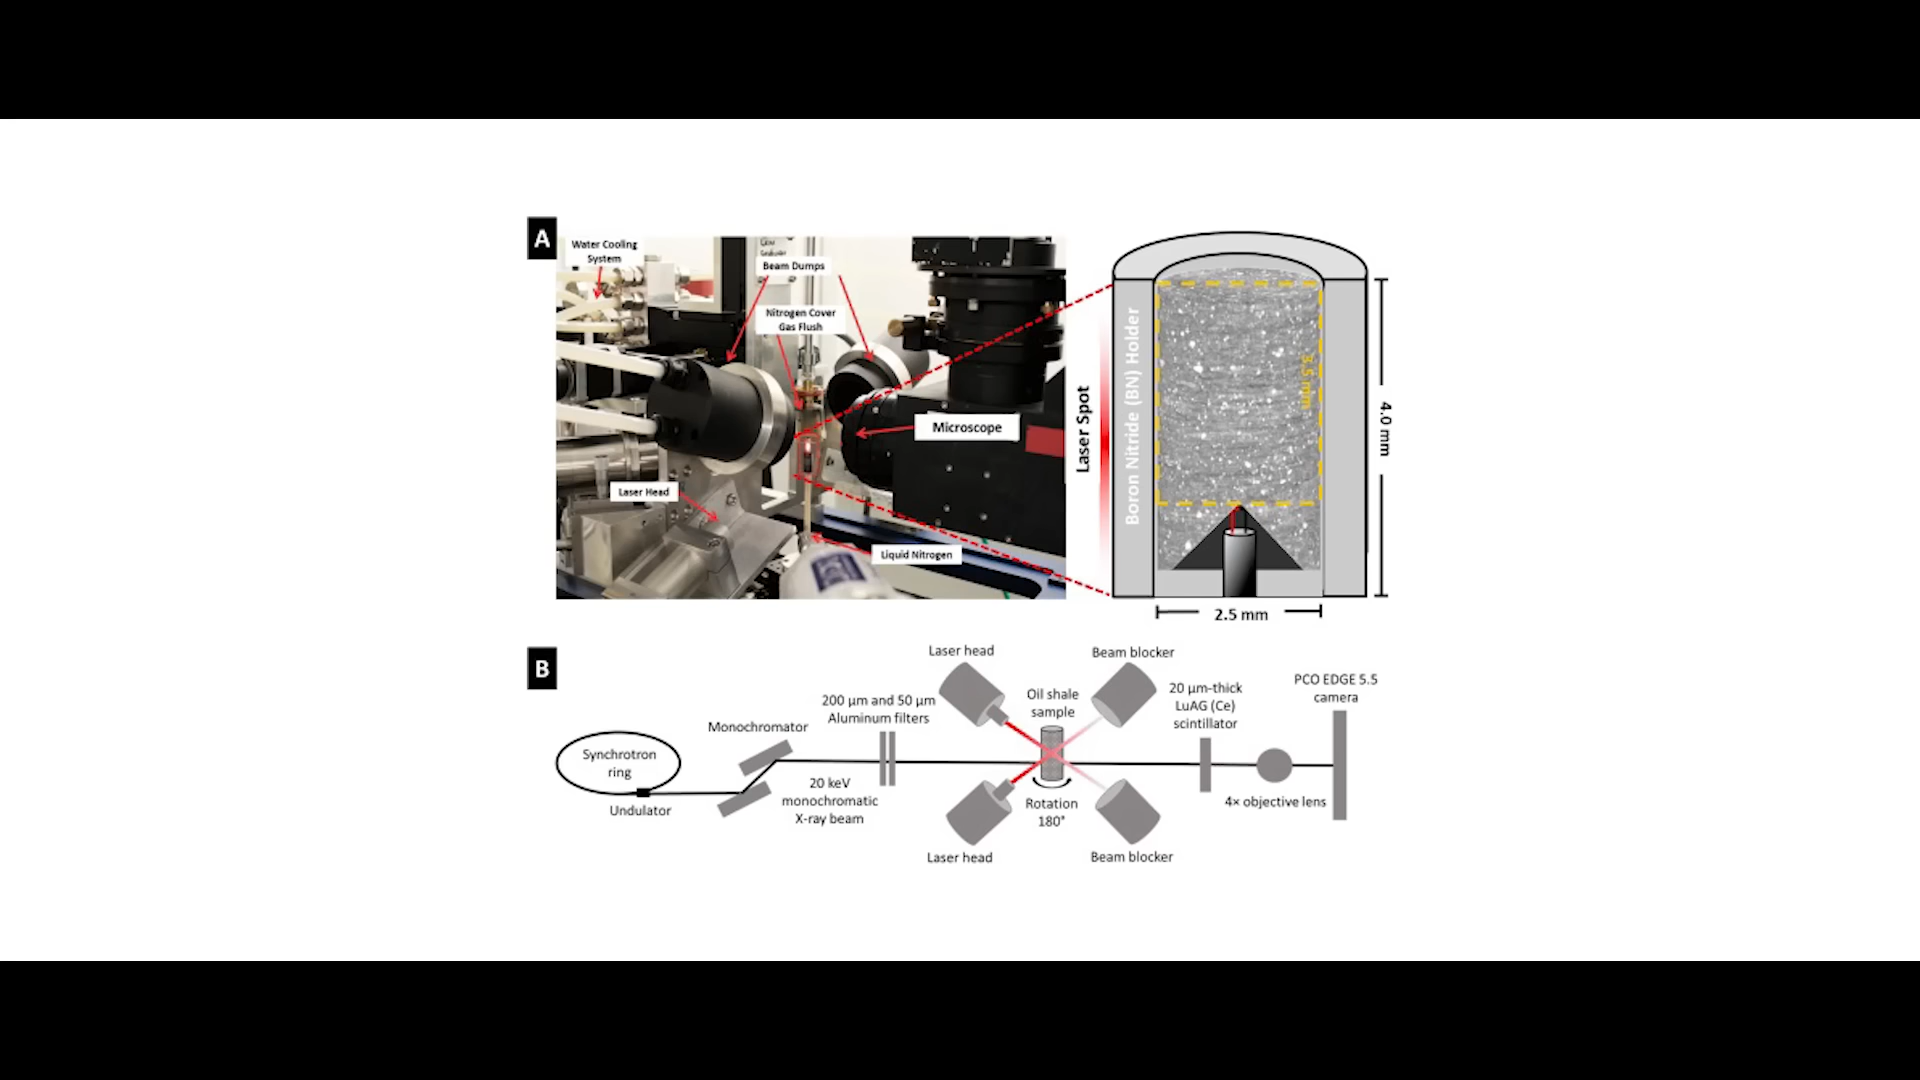 A
Water Cooling
System
Beam Dumps
Nitrogen Cover
Gas Flush
Microscope
Laser Head
Liquid Nitrogen
Laser Spot
Boron Nitride (BN) Holder
3.5 mm
4.0 mm
2.5 mm
B
Synchrotron
ring
Undulator
Monochromator
200 µm and 50 µm
Aluminum filters
20 keV
monochromatic
X-ray beam
Laser head
Laser head
Oil shale
sample
Rotation
180°
Beam blocker
Beam blocker
20 µm-thick
LuAG (Ce)
scintillator
4× objective lens
PCO EDGE 5.5
camera